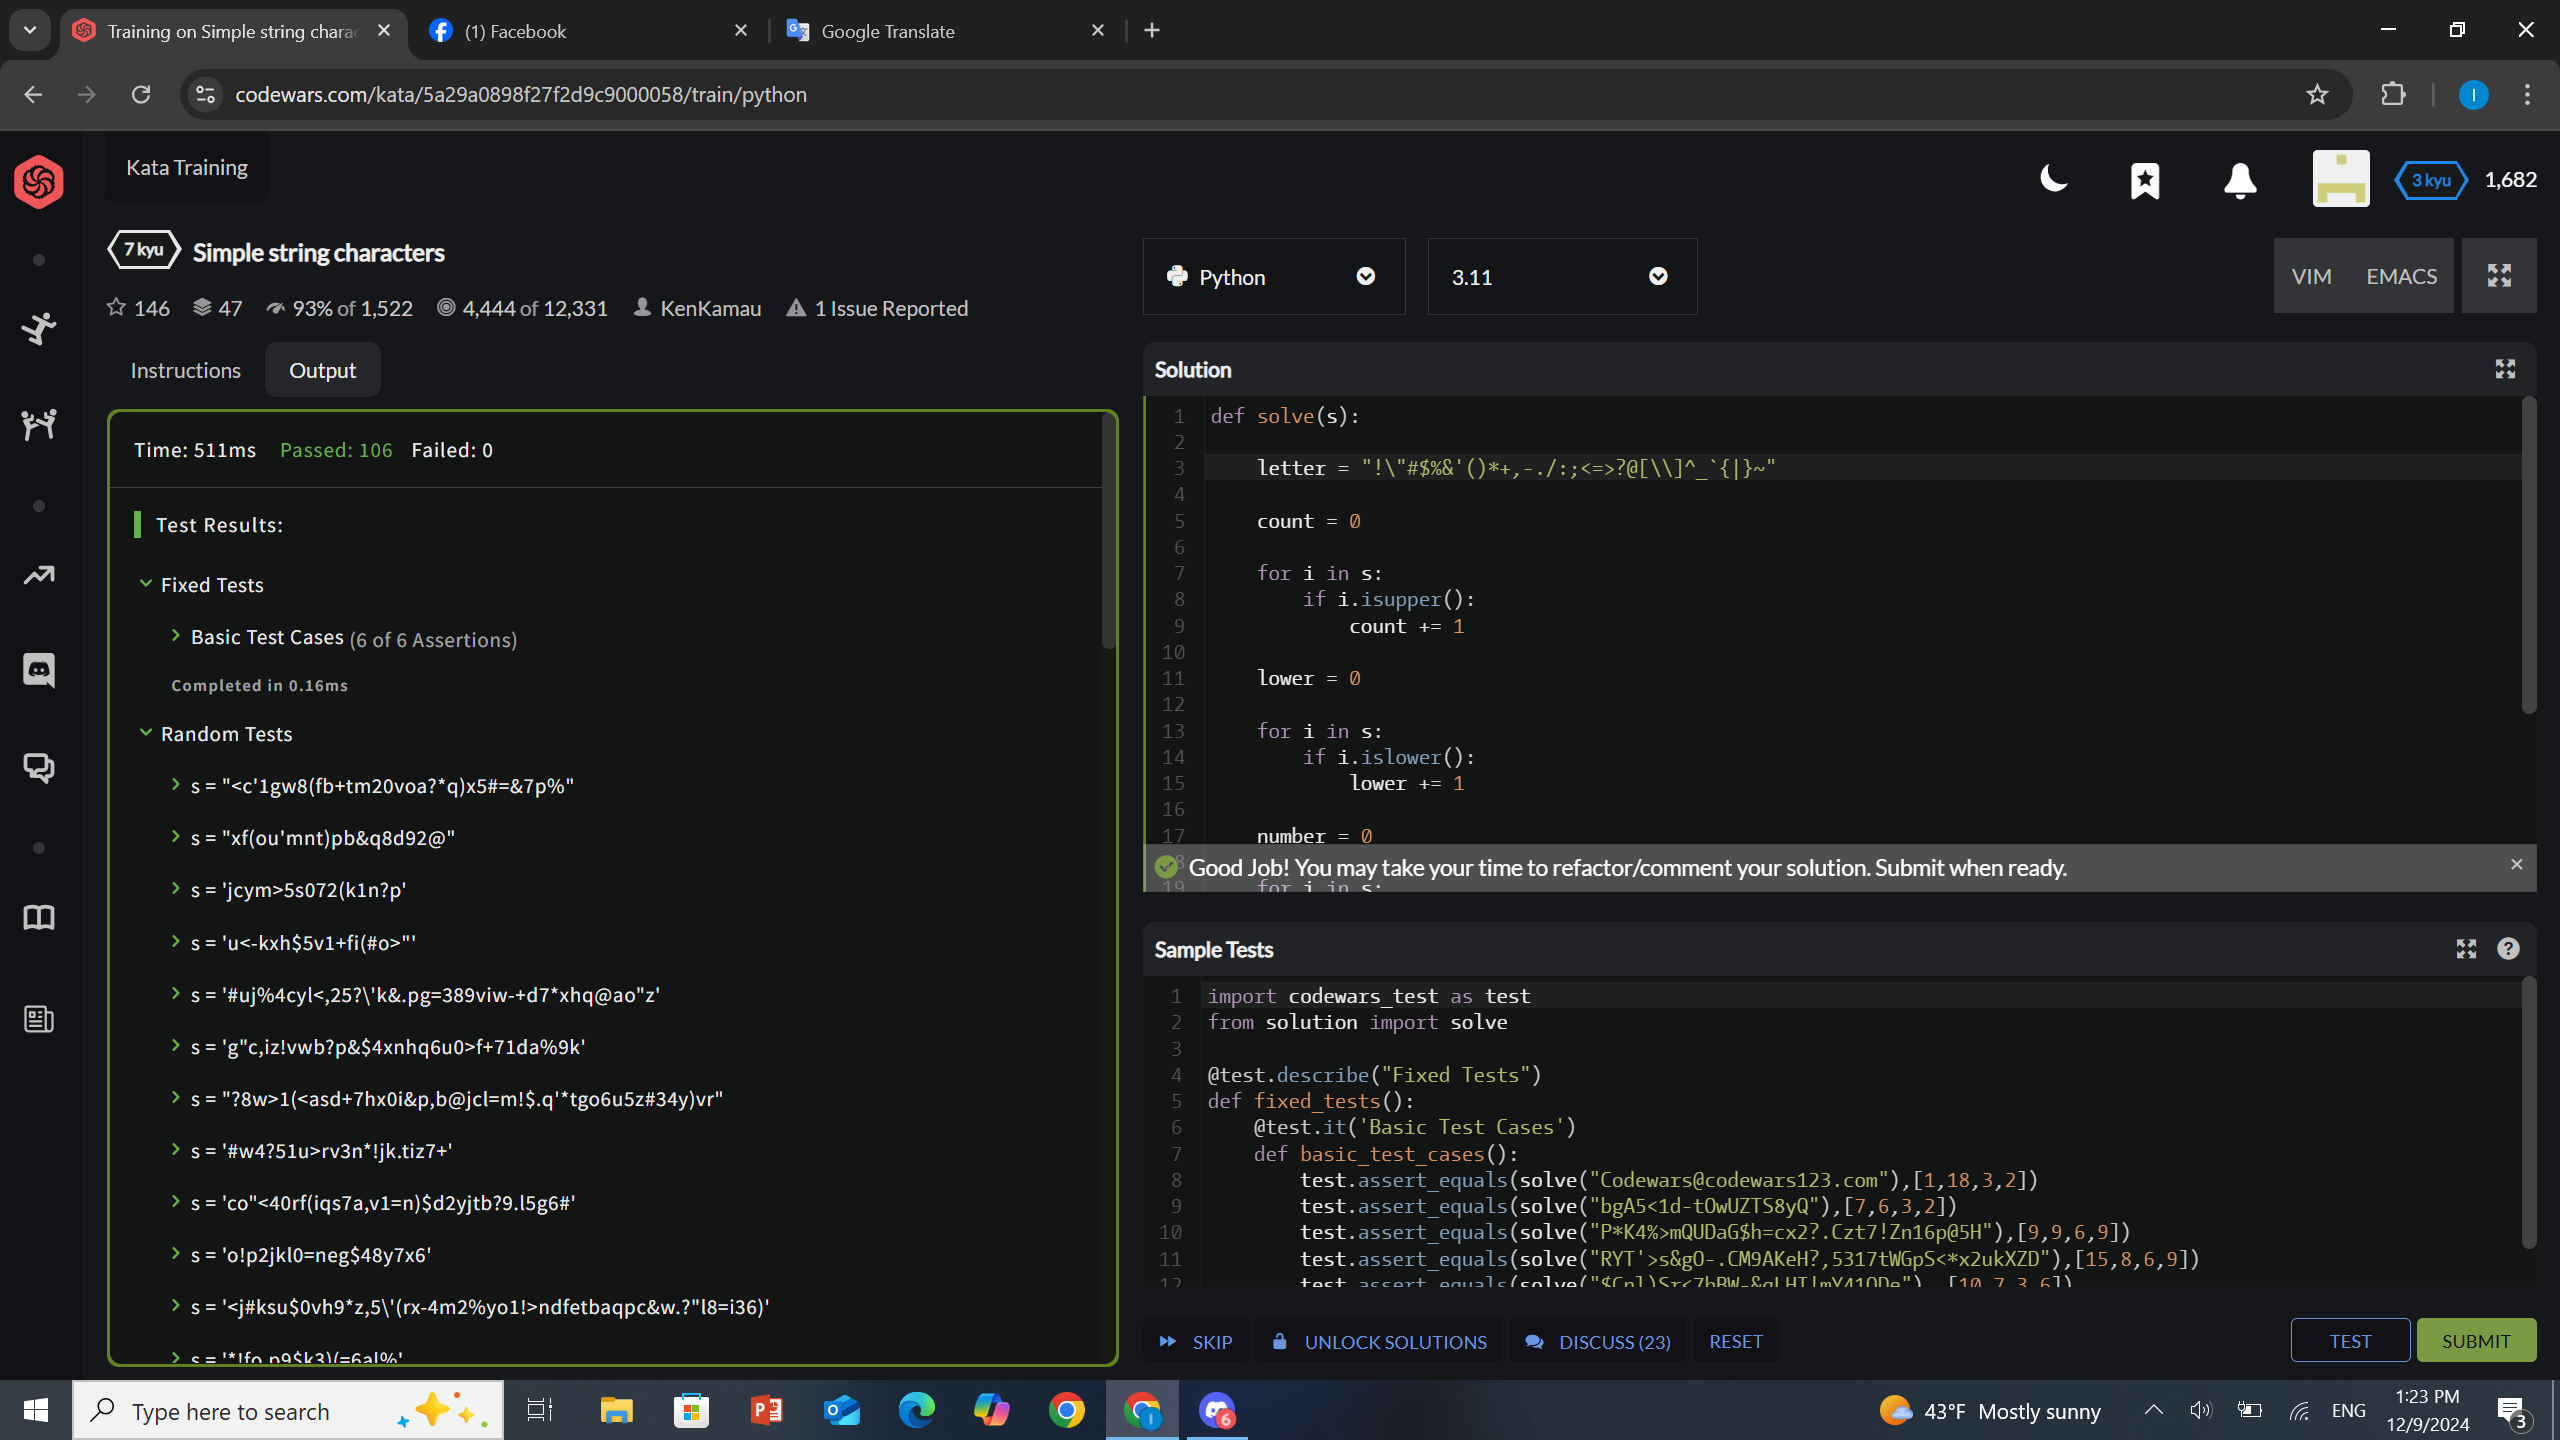 Training on Simple string charac
(1) Facebook
Google Translate
codewars.com/kata/5a29a0898f27f2d9c9000058/train/python
Kata Training
3 kyu
1,682
7 kyu
Simple string characters
146
47
93% of 1,522
4,444 of 12,331
KenKamau
1 Issue Reported
Python
3.11
VIM
EMACS
Instructions
Output
Time: 511ms Passed: 106 Failed: 0
Test Results:
Fixed Tests
Basic Test Cases (6 of 6 Assertions)
Completed in 0.16ms
Random Tests
s = "<c'1gw8(fb+tm20voa?*q)x5#=&7p%"
s = "xf(ou'mnt)pb&q8d92@"
s = 'jcym>5s072(k1n?p'
s = 'u<-kxh$5v1+fi(#o>"'
s = '#uj%4cyl<,25?\'k&.pg=389viw-+d7*xhq@ao"z'
s = 'g"c,iz!vwb?p&$4xnhq6u0>f+71da%9k'
s = "?8w>1(<asd+7hx0i&p,b@jcl=m!$.q'*tgo6u5z#34y)vr"
s = '#w4?51u>rv3n*!jk.tiz7+'
s = 'co"<40rf(iqs7a,v1=n)$d2yjtb?9.l5g6#'
s = 'o!p2jkl0=neg$48y7x6'
s = '<j#ksu$0vh9*z,5\'(rx-4m2%yo1!>ndfetbaqpc&w.?"l8=i36)'
s = '*!fo.p9$k3)(=6al%'
Solution
1 def solve(s):
2
3 letter = "!\"#$%&'()*+,-./:;<=>?@[\\]^_`{|}~"
4
5 count = 0
6
7 for i in s:
8 if i.isupper():
9 count += 1
10
11 lower = 0
12
13 for i in s:
14 if i.islower():
15 lower += 1
16
17 number = 0
Good Job! You may take your time to refactor/comment your solution. Submit when ready.
19 for i in s:
Sample Tests
1 import codewars_test as test
2 from solution import solve
3
4 @test.describe("Fixed Tests")
5 def fixed_tests():
6 @test.it('Basic Test Cases')
7 def basic_test_cases():
8 test.assert_equals(solve("Codewars@codewars123.com"),[1,18,3,2])
9 test.assert_equals(solve("bgA5<1d-tOwUZTS8yQ"),[7,6,3,2])
10 test.assert_equals(solve("P*K4%>mQUDaG$h=cx2?.Czt7!Zn16p@5H"),[9,9,6,9])
11 test.assert_equals(solve("RYT'>s&gO-.CM9AKeH?,5317tWGpS<*x2ukXZD"),[15,8,6,9])
12 test.assert_equals(solve("$Cnl)Sr<7bBW-&qLHI!mY41ODe"), [10,7,3,6])
SKIP
UNLOCK SOLUTIONS
DISCUSS (23)
RESET
TEST
SUBMIT
Type here to search
43°F Mostly sunny
ENG
1:23 PM
12/9/2024
6
3